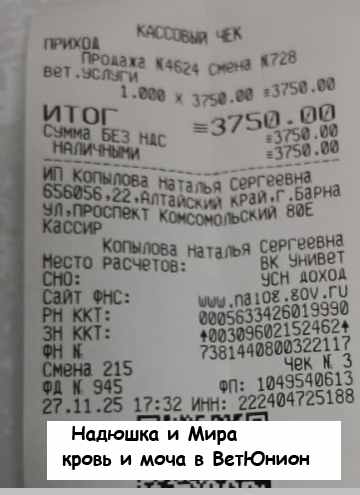 КАССОВЫЙ ЧЕК
ПРИХОД
Продажа №4624 Смена №728
вет.услуги
1.000 × 3750.00 ≡3750.00
ИТОГ ≡3750.00
Сумма БЕЗ НДС ≡3750.00
НАЛИЧНЫМИ ≡3750.00
ИП Копылова Наталья Сергеевна
656056,22,Алтайский край,г.Барна
ул,проспект Комсомольский 80Е
Кассир
Копылова Наталья Сергеевна
Место расчетов: ВК Унивет
СНО: УСН ДОХОД
Сайт ФНС: www.nalog.gov.ru
РН ККТ: 0005633426019990
ЗН ККТ: ↑00309602152462↑
ФН № 7381440800322117
Смена 215 Чек № 3
ФД № 945 ФП: 1049540613
27.11.25 17:32 ИНН: 222404725188
Надюшка и Мира
кровь и моча в ВетЮнион